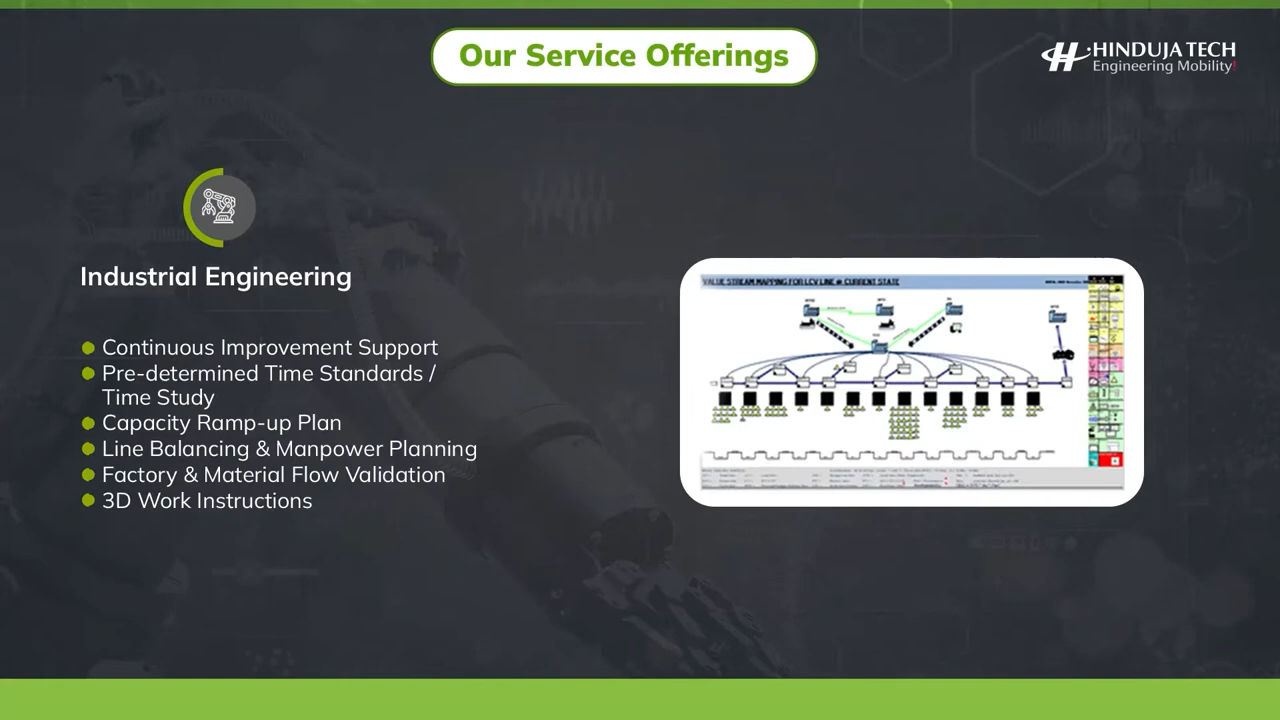 Our Service Offerings
HINDUJA TECH
Engineering Mobility!
Industrial Engineering
Continuous Improvement Support
Pre-determined Time Standards /
Time Study
Capacity Ramp-up Plan
Line Balancing & Manpower Planning
Factory & Material Flow Validation
3D Work Instructions
VALUE STREAM MAPPING FOR LCV LINE @ CURRENT STATE